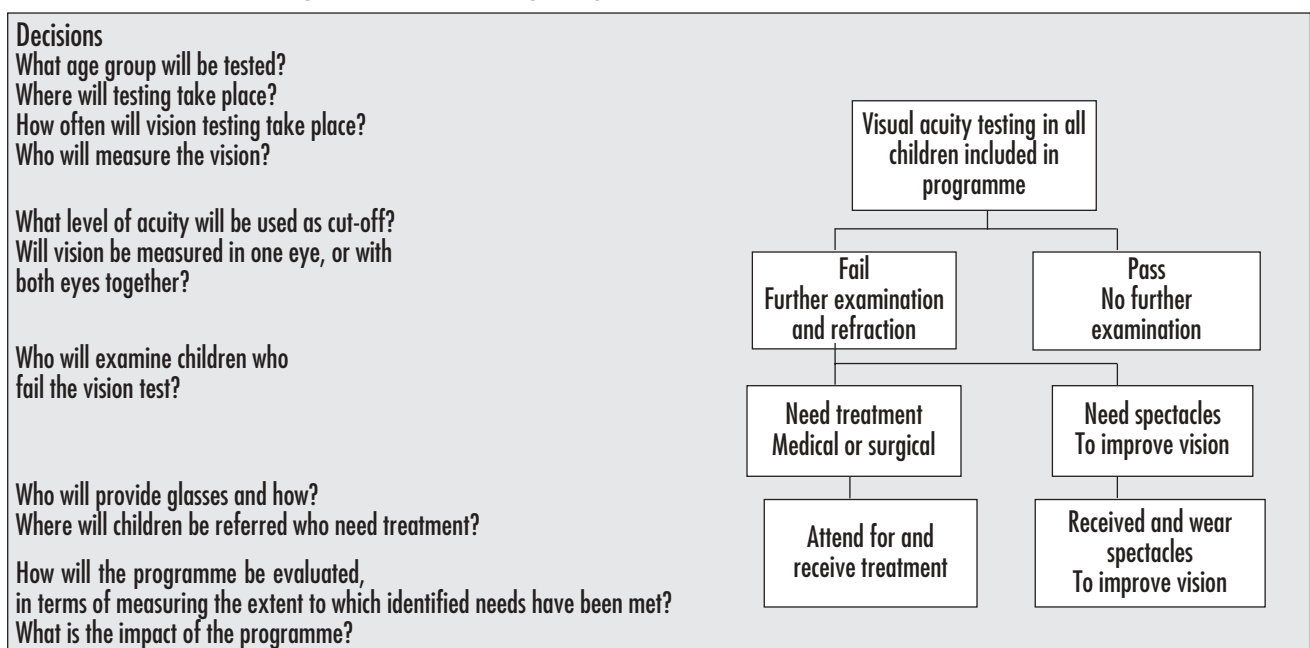 Decisions
What age group will be tested?
Where will testing take place?
How often will vision testing take place?
Who will measure the vision?
What level of acuity will be used as cut-off?
Will vision be measured in one eye, or with
both eyes together?
Who will examine children who
fail the vision test?
Who will provide glasses and how?
Where will children be referred who need treatment?
How will the programme be evaluated,
in terms of measuring the extent to which identified needs have been met?
What is the impact of the programme?
Visual acuity testing in all
children included in
programme
Fail
Further examination
and refraction
Pass
No further
examination
Need treatment
Medical or surgical
Need spectacles
To improve vision
Attend for and
receive treatment
Received and wear
spectacles
To improve vision